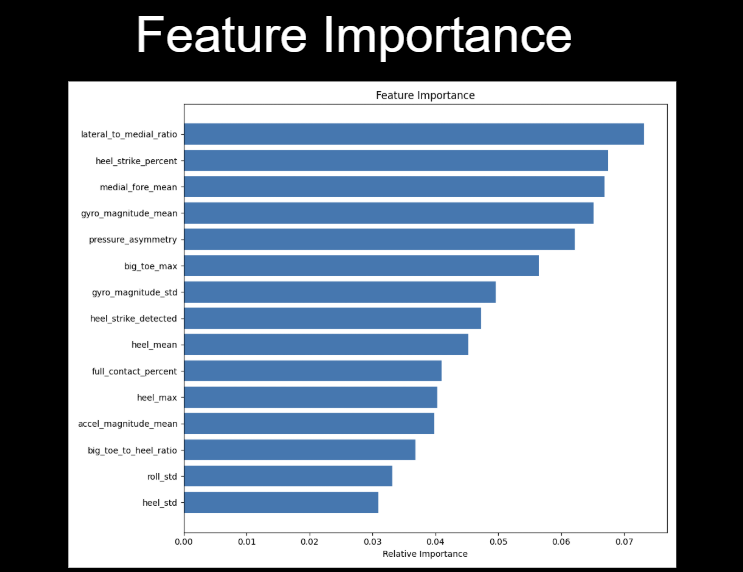 Feature Importance
Feature Importance
lateral_to_medial_ratio
heel_strike_percent
medial_fore_mean
gyro_magnitude_mean
pressure_asymmetry
big_toe_max
gyro_magnitude_std
heel_strike_detected
heel_mean
full_contact_percent
heel_max
accel_magnitude_mean
big_toe_to_heel_ratio
roll_std
heel_std
0.00 0.01 0.02 0.03 0.04 0.05 0.06 0.07
Relative Importance